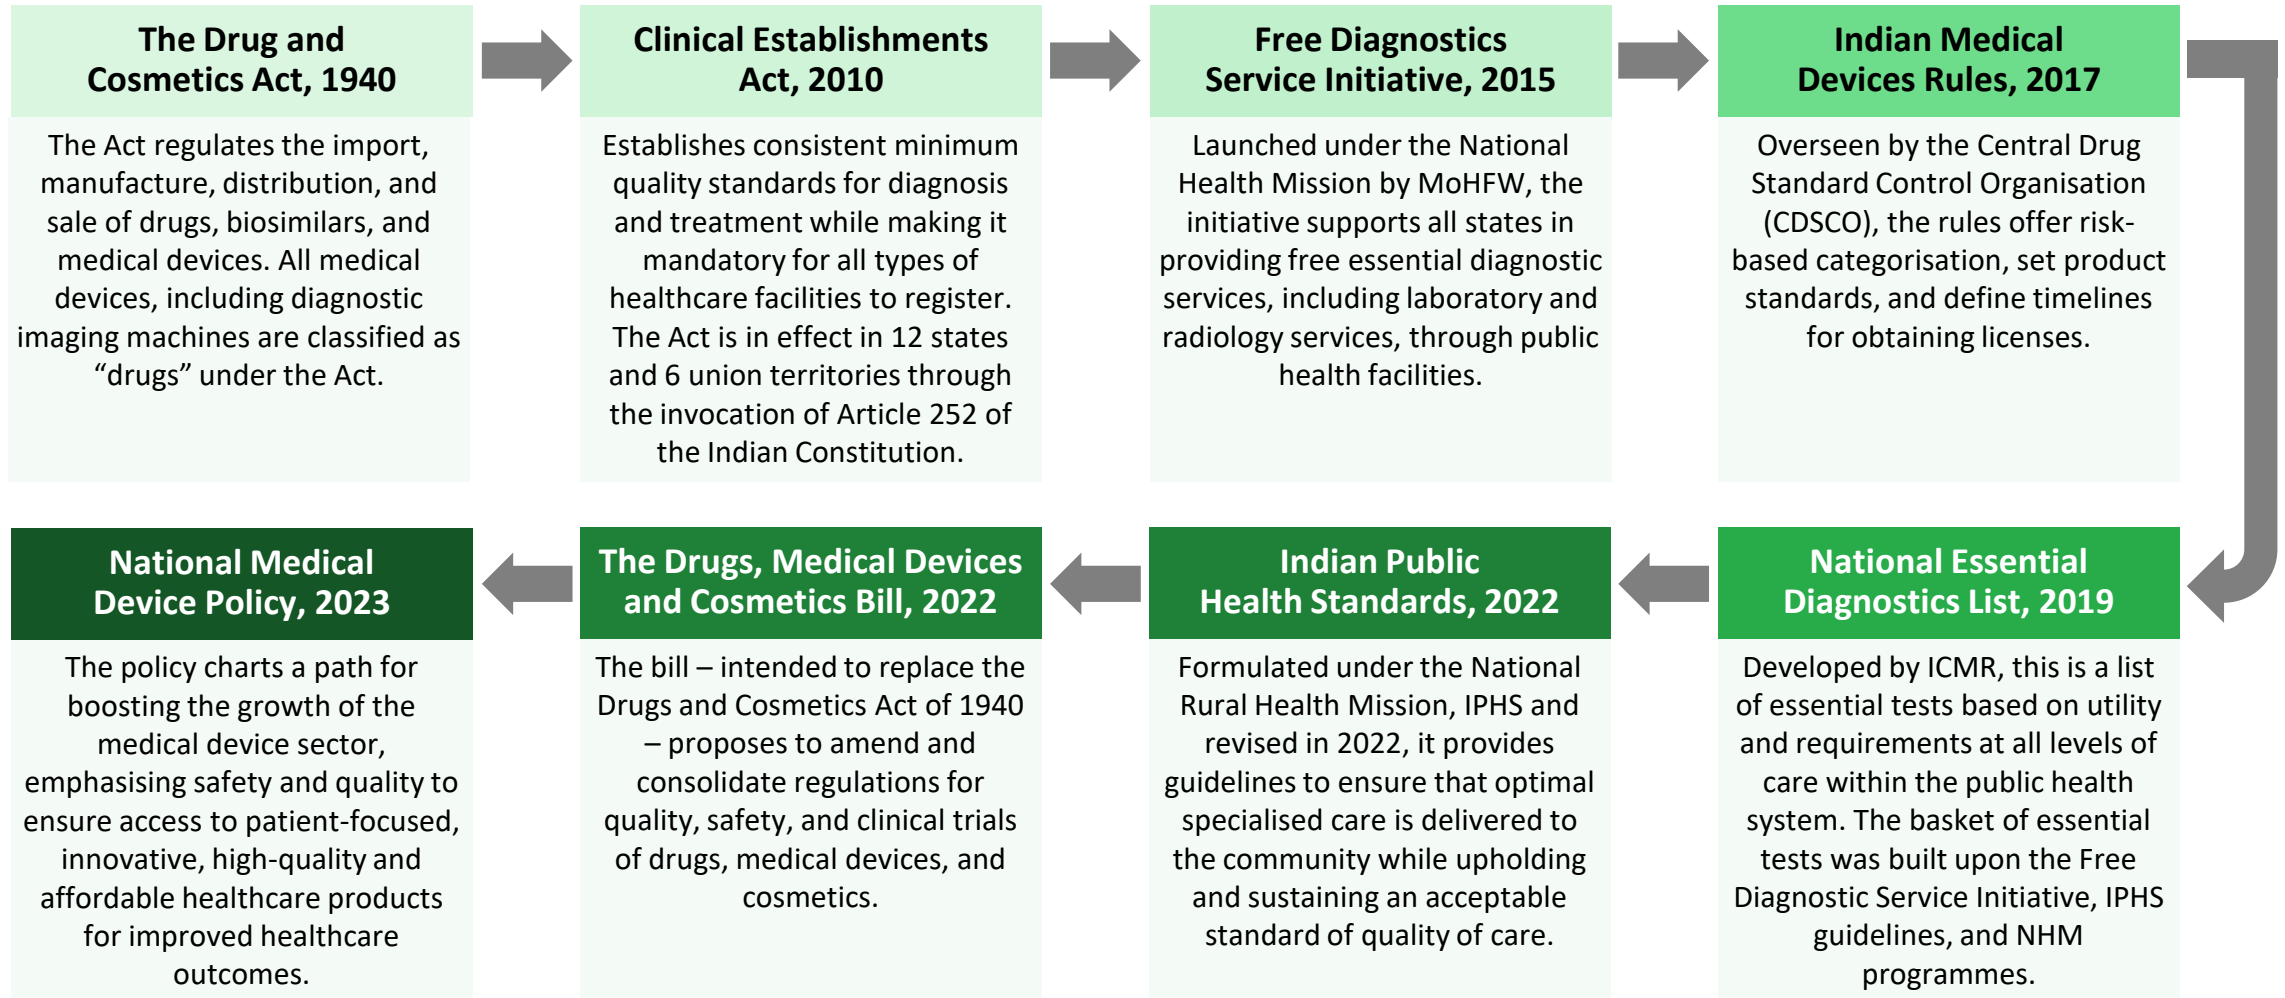 The Drug and
Cosmetics Act, 1940
The Act regulates the import,
manufacture, distribution, and
sale of drugs, biosimilars, and
medical devices. All medical
devices, including diagnostic
imaging machines are classified as
“drugs” under the Act.
Clinical Establishments
Act, 2010
Establishes consistent minimum
quality standards for diagnosis
and treatment while making it
mandatory for all types of
healthcare facilities to register.
The Act is in effect in 12 states
and 6 union territories through
the invocation of Article 252 of
the Indian Constitution.
Free Diagnostics
Service Initiative, 2015
Launched under the National
Health Mission by MoHFW, the
initiative supports all states in
providing free essential diagnostic
services, including laboratory and
radiology services, through public
health facilities.
Indian Medical
Devices Rules, 2017
Overseen by the Central Drug
Standard Control Organisation
(CDSCO), the rules offer risk-
based categorisation, set product
standards, and define timelines
for obtaining licenses.
National Essential
Diagnostics List, 2019
Developed by ICMR, this is a list
of essential tests based on utility
and requirements at all levels of
care within the public health
system. The basket of essential
tests was built upon the Free
Diagnostic Service Initiative, IPHS
guidelines, and NHM
programmes.
Indian Public
Health Standards, 2022
Formulated under the National
Rural Health Mission, IPHS and
revised in 2022, it provides
guidelines to ensure that optimal
specialised care is delivered to
the community while upholding
and sustaining an acceptable
standard of quality of care.
The Drugs, Medical Devices
and Cosmetics Bill, 2022
The bill – intended to replace the
Drugs and Cosmetics Act of 1940
– proposes to amend and
consolidate regulations for
quality, safety, and clinical trials
of drugs, medical devices, and
cosmetics.
National Medical
Device Policy, 2023
The policy charts a path for
boosting the growth of the
medical device sector,
emphasising safety and quality to
ensure access to patient-focused,
innovative, high-quality and
affordable healthcare products
for improved healthcare
outcomes.